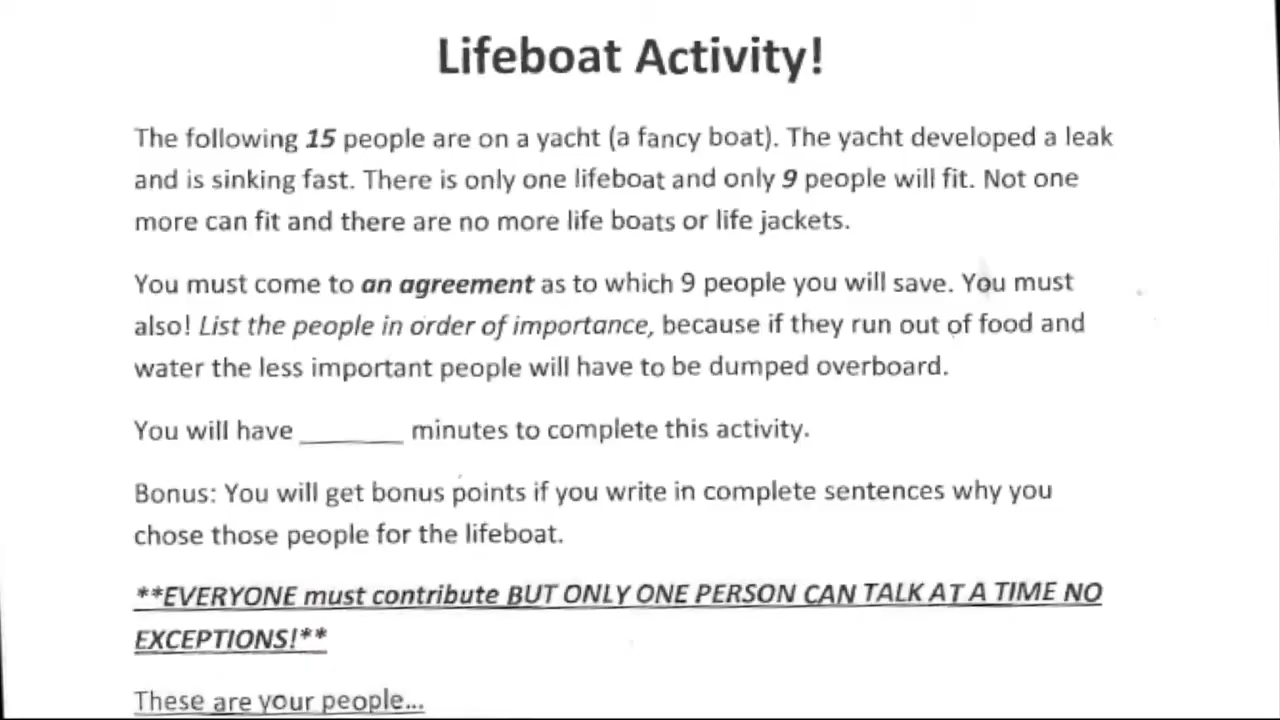 Lifeboat Activity!
The following 15 people are on a yacht (a fancy boat). The yacht developed a leak
and is sinking fast. There is only one lifeboat and only 9 people will fit. Not one
more can fit and there are no more life boats or life jackets.
You must come to an agreement as to which 9 people you will save. You must
also! List the people in order of importance, because if they run out of food and
water the less important people will have to be dumped overboard.
You will have _______ minutes to complete this activity.
Bonus: You will get bonus points if you write in complete sentences why you
chose those people for the lifeboat.
**EVERYONE must contribute BUT ONLY ONE PERSON CAN TALK AT A TIME NO
EXCEPTIONS!**
These are your people...